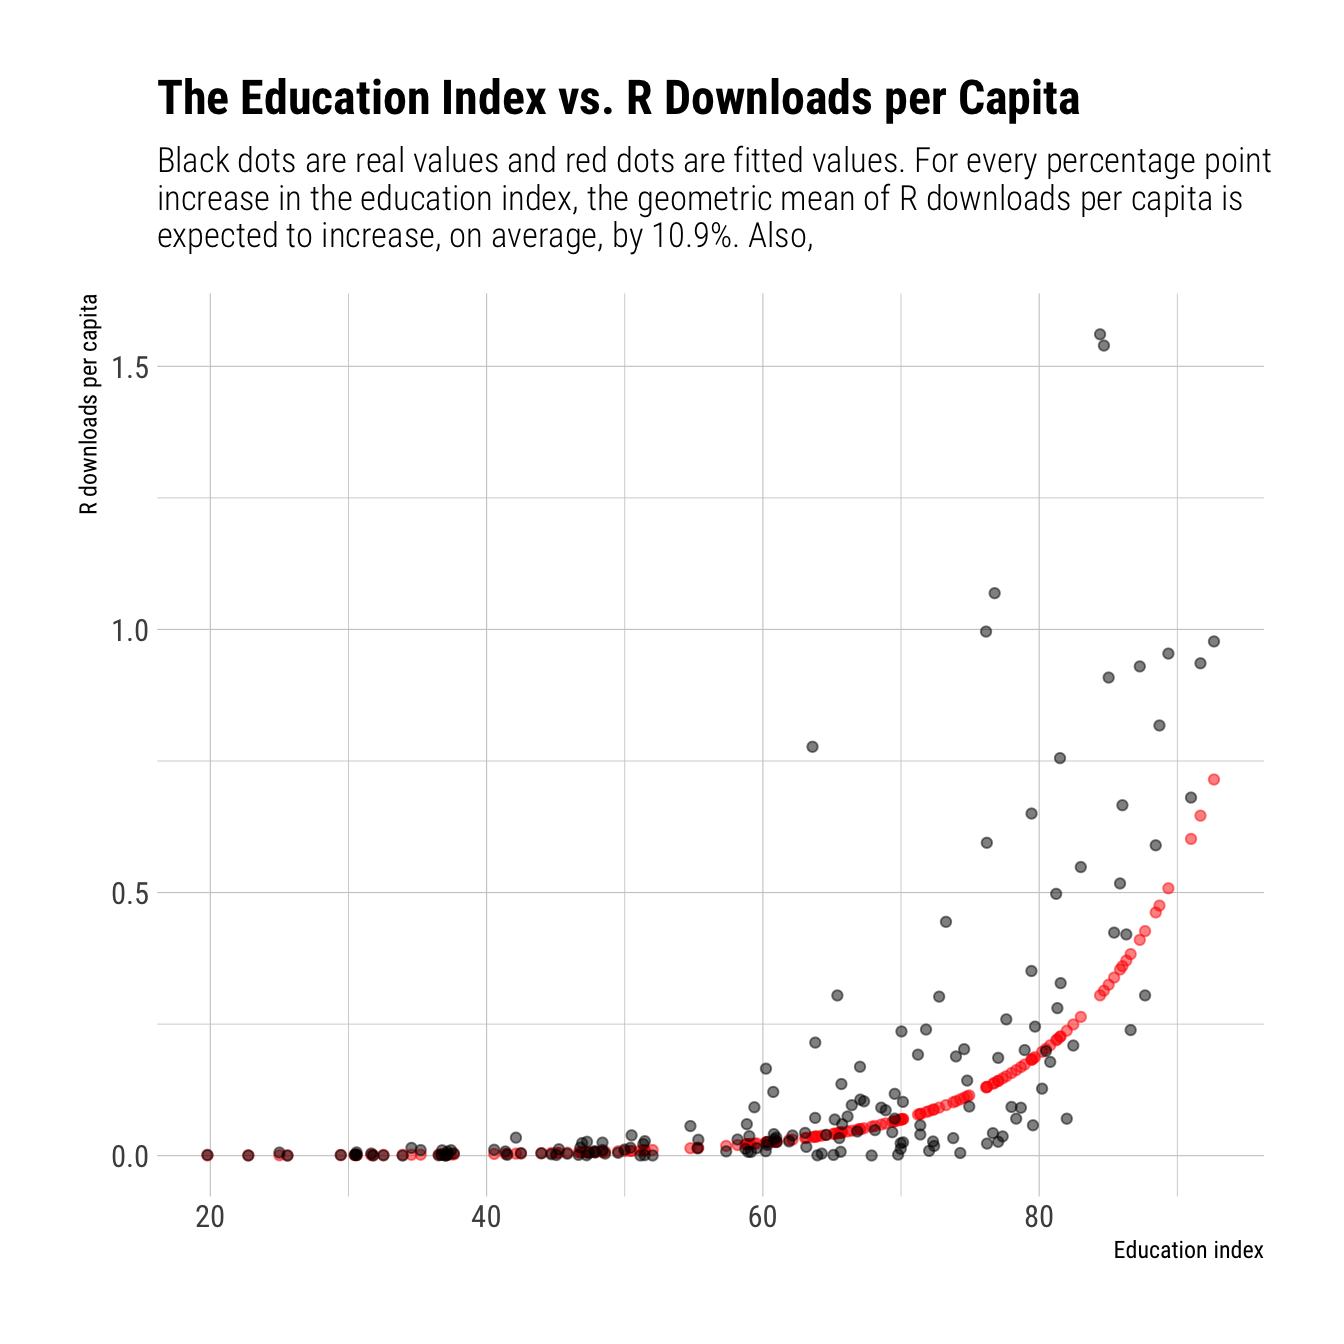 The Education Index vs. R Downloads per Capita
Black dots are real values and red dots are fitted values. For every percentage point
increase in the education index, the geometric mean of R downloads per capita is
expected to increase, on average, by 10.9%. Also,
R downloads per capita
1.5
1.0
0.5
0.0
20 40 60 80
Education index